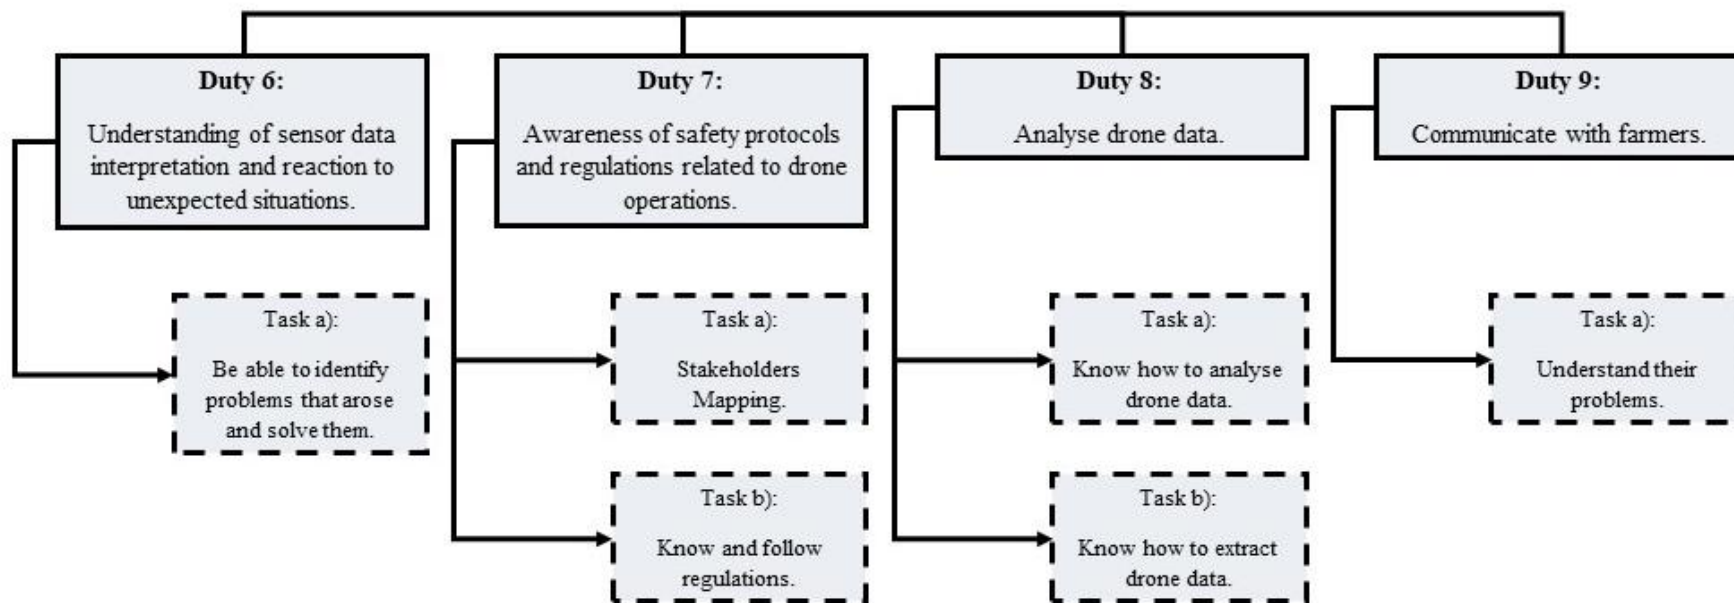 Duty 6:
Understanding of sensor data
interpretation and reaction to
unexpected situations.
Task a):
Be able to identify
problems that arose
and solve them.
Duty 7:
Awareness of safety protocols
and regulations related to drone
operations.
Task a):
Stakeholders
Mapping.
Task b):
Know and follow
regulations.
Duty 8:
Analyse drone data.
Task a):
Know how to analyse
drone data.
Task b):
Know how to extract
drone data.
Duty 9:
Communicate with farmers.
Task a):
Understand their
problems.